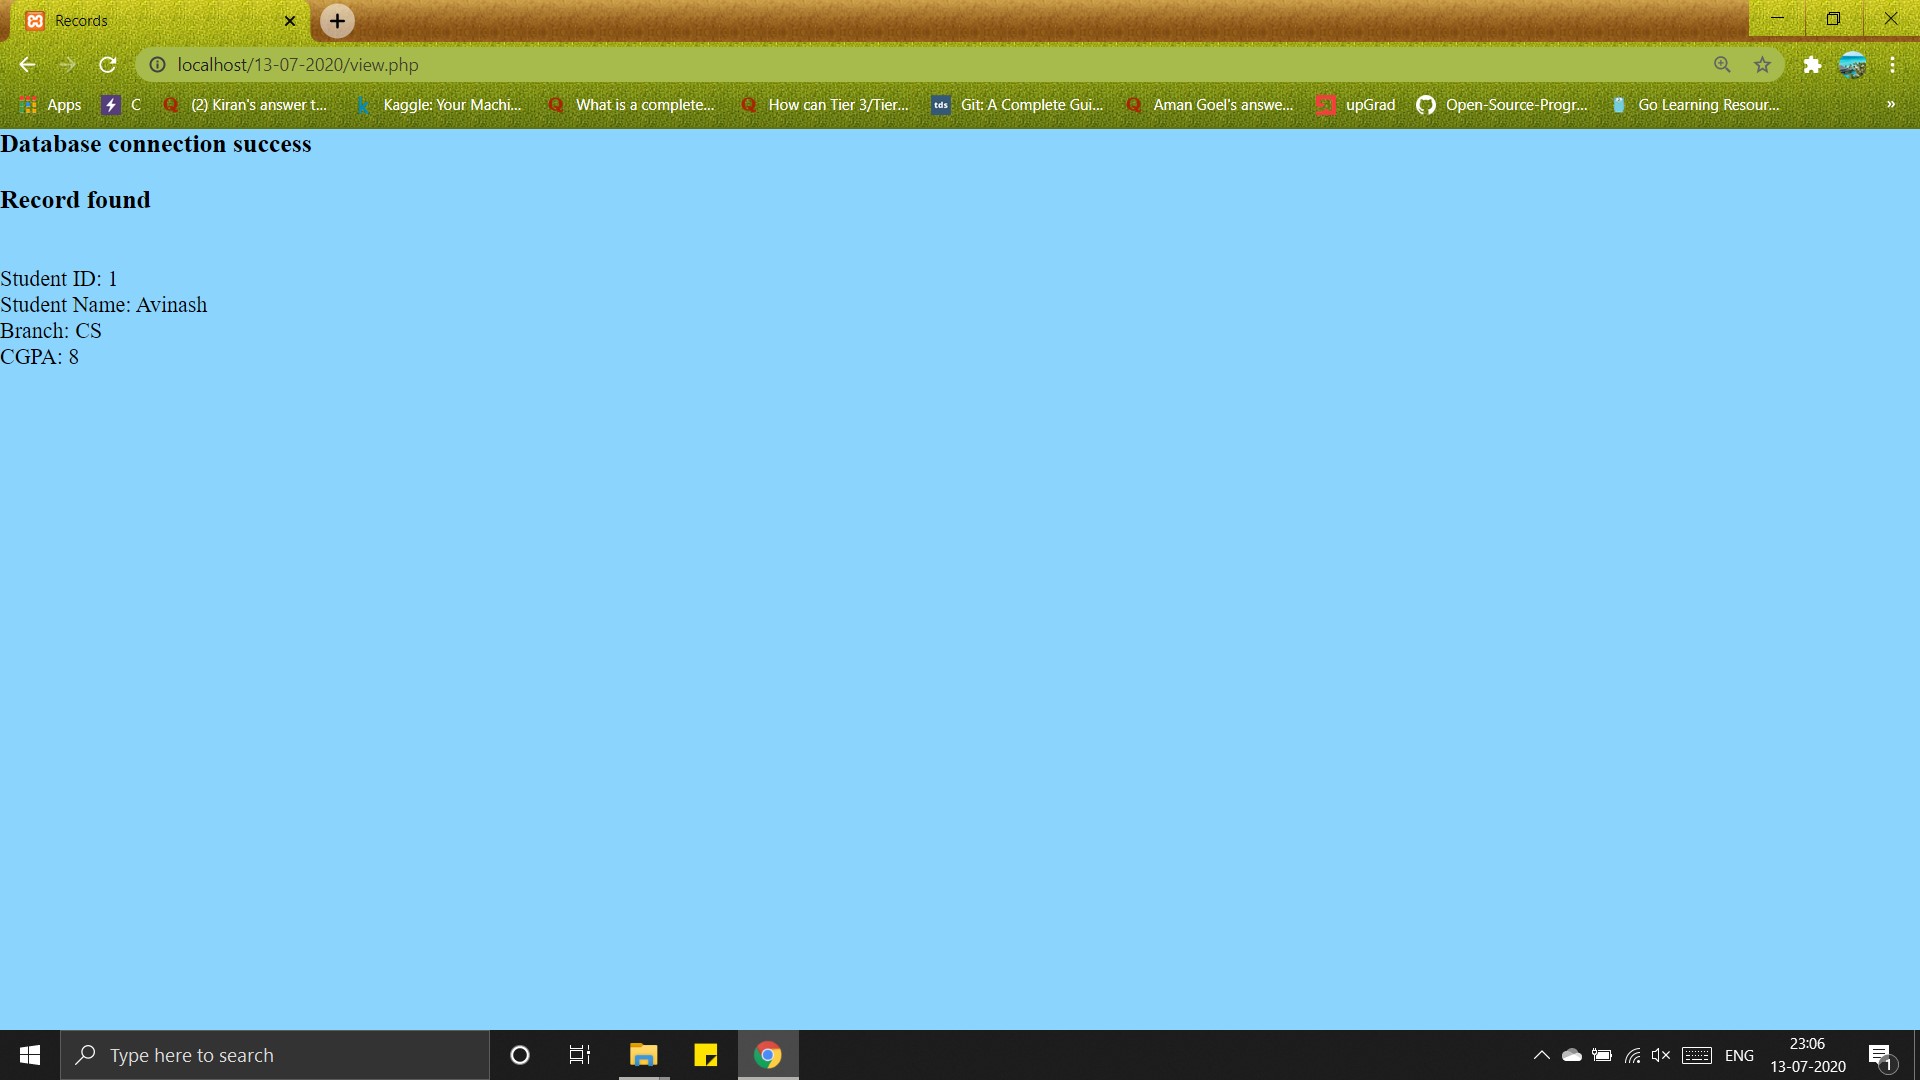 Records
localhost/13-07-2020/view.php
Apps C (2) Kiran's answer t... Kaggle: Your Machi... What is a complete... How can Tier 3/Tier... tds Git: A Complete Gui... Aman Goel's answe... upGrad Open-Source-Progr... Go Learning Resour... »
Database connection success
Record found
Student ID: 1
Student Name: Avinash
Branch: CS
CGPA: 8
Type here to search
ENG
23:06
13-07-2020
1